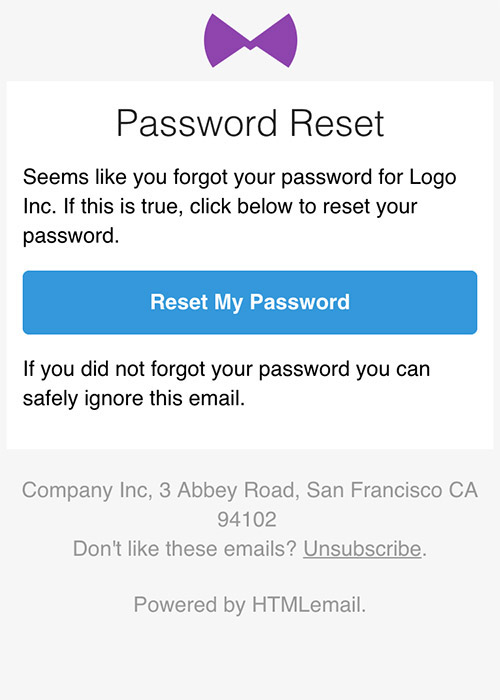 Password Reset
Seems like you forgot your password for Logo
Inc. If this is true, click below to reset your
password.
Reset My Password
If you did not forgot your password you can
safely ignore this email.
Company Inc, 3 Abbey Road, San Francisco CA
94102
Don't like these emails? Unsubscribe.
Powered by HTMLemail.